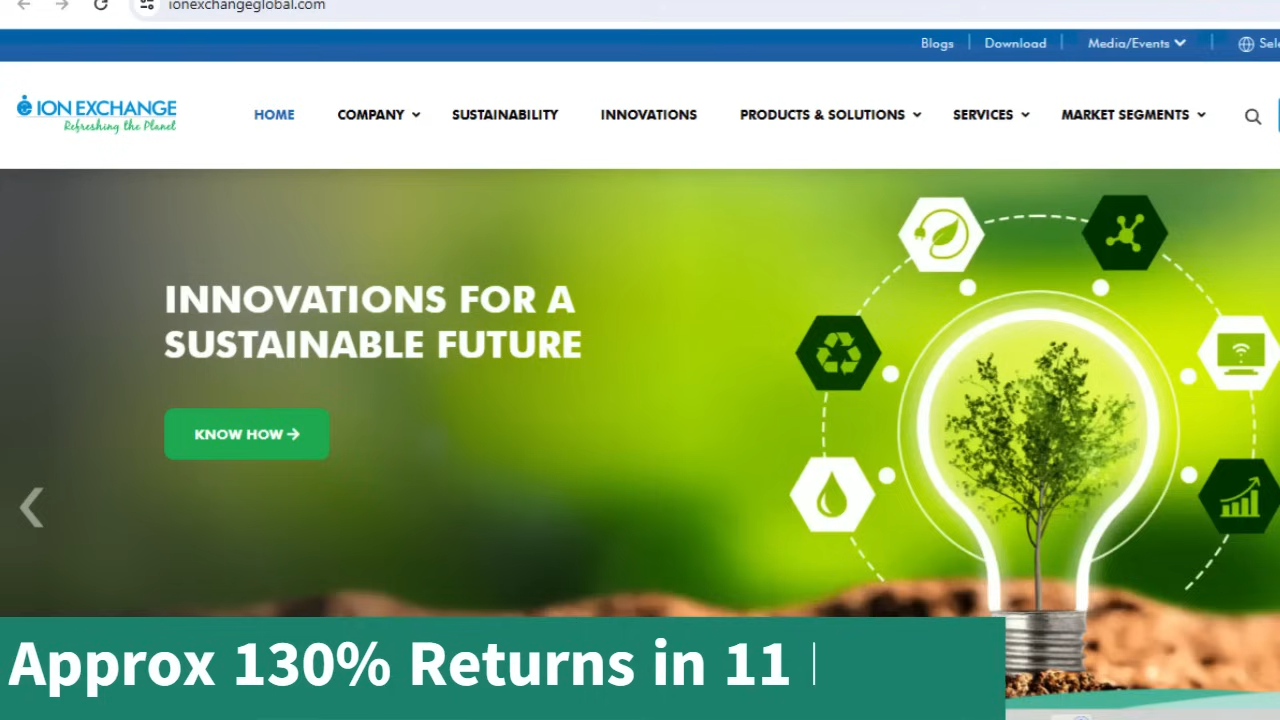 ionexchangeglobal.com
Blogs Download Media/Events
ION EXCHANGE
Refreshing the Planet
HOME COMPANY SUSTAINABILITY INNOVATIONS PRODUCTS & SOLUTIONS SERVICES MARKET SEGMENTS
INNOVATIONS FOR A
SUSTAINABLE FUTURE
KNOW HOW
Approx 130% Returns in 11